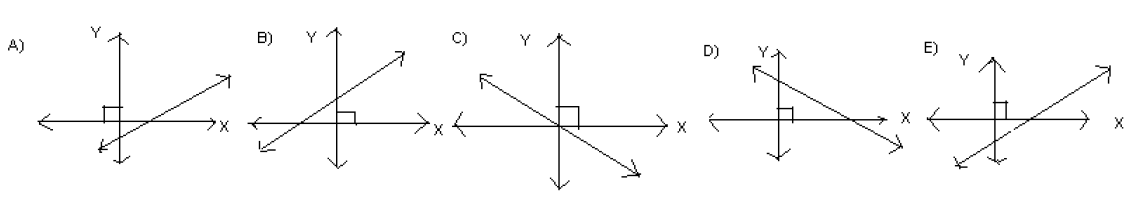 A) Y X
B) Y X
C) Y X
D) Y X
E) Y X